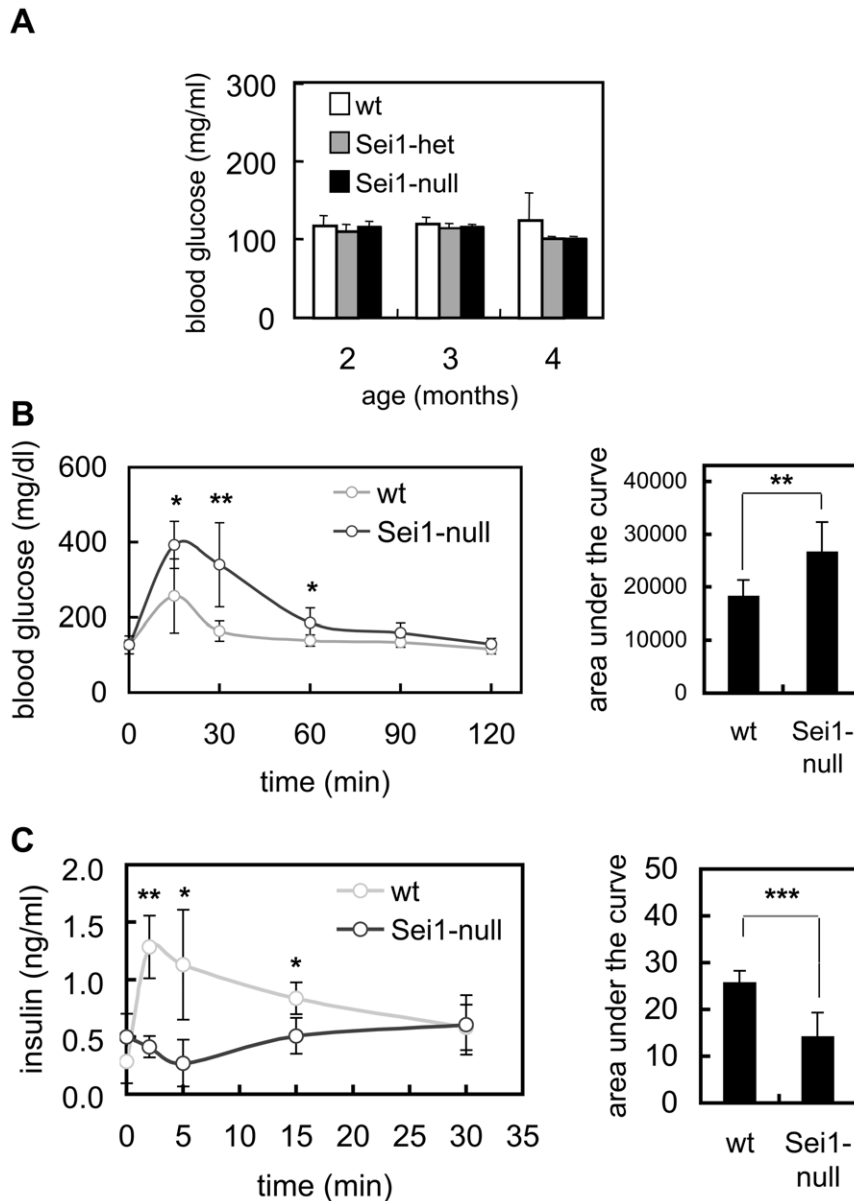 A
300
200
100
0
blood glucose (mg/ml)
wt
Sei1-het
Sei1-null
2 3 4
age (months)
B
600
400
200
0
blood glucose (mg/dl)
* ** *
wt
Sei1-null
0 30 60 90 120
time (min)
40000
30000
20000
10000
0
area under the curve
**
wt Sei1-
null
C
2.0
1.5
1.0
0.5
0.0
insulin (ng/ml)
** * *
wt
Sei1-null
0 5 10 15 20 25 30 35
time (min)
50
40
30
20
10
0
area under the curve
***
wt Sei1-
null